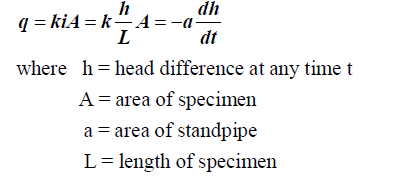 q = kiA = k h/L A = −a dh/dt
where h = head difference at any time t
A = area of specimen
a = area of standpipe
L = length of specimen